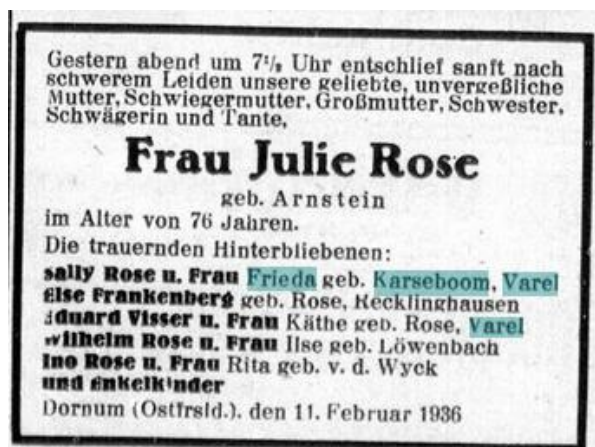 Gestern abend um 7½ Uhr entschlief sanft nach
schwerem Leiden unsere geliebte, unvergeßliche
Mutter, Schwiegermutter, Großmutter, Schwester,
Schwägerin und Tante,
Frau Julie Rose
geb. Arnstein
im Alter von 76 Jahren.
Die trauernden Hinterbliebenen:
Sally Rose u. Frau Frieda geb. Karseboom, Varel
Else Frankenberg geb. Rose, Recklinghausen
Eduard Visser u. Frau Käthe geb. Rose, Varel
Wilhelm Rose u. Frau Ilse geb. Löwenbach
Ino Rose u. Frau Rita geb. v. d. Wyck
und Enkelkinder
Dornum (Ostfrsld.), den 11. Februar 1936